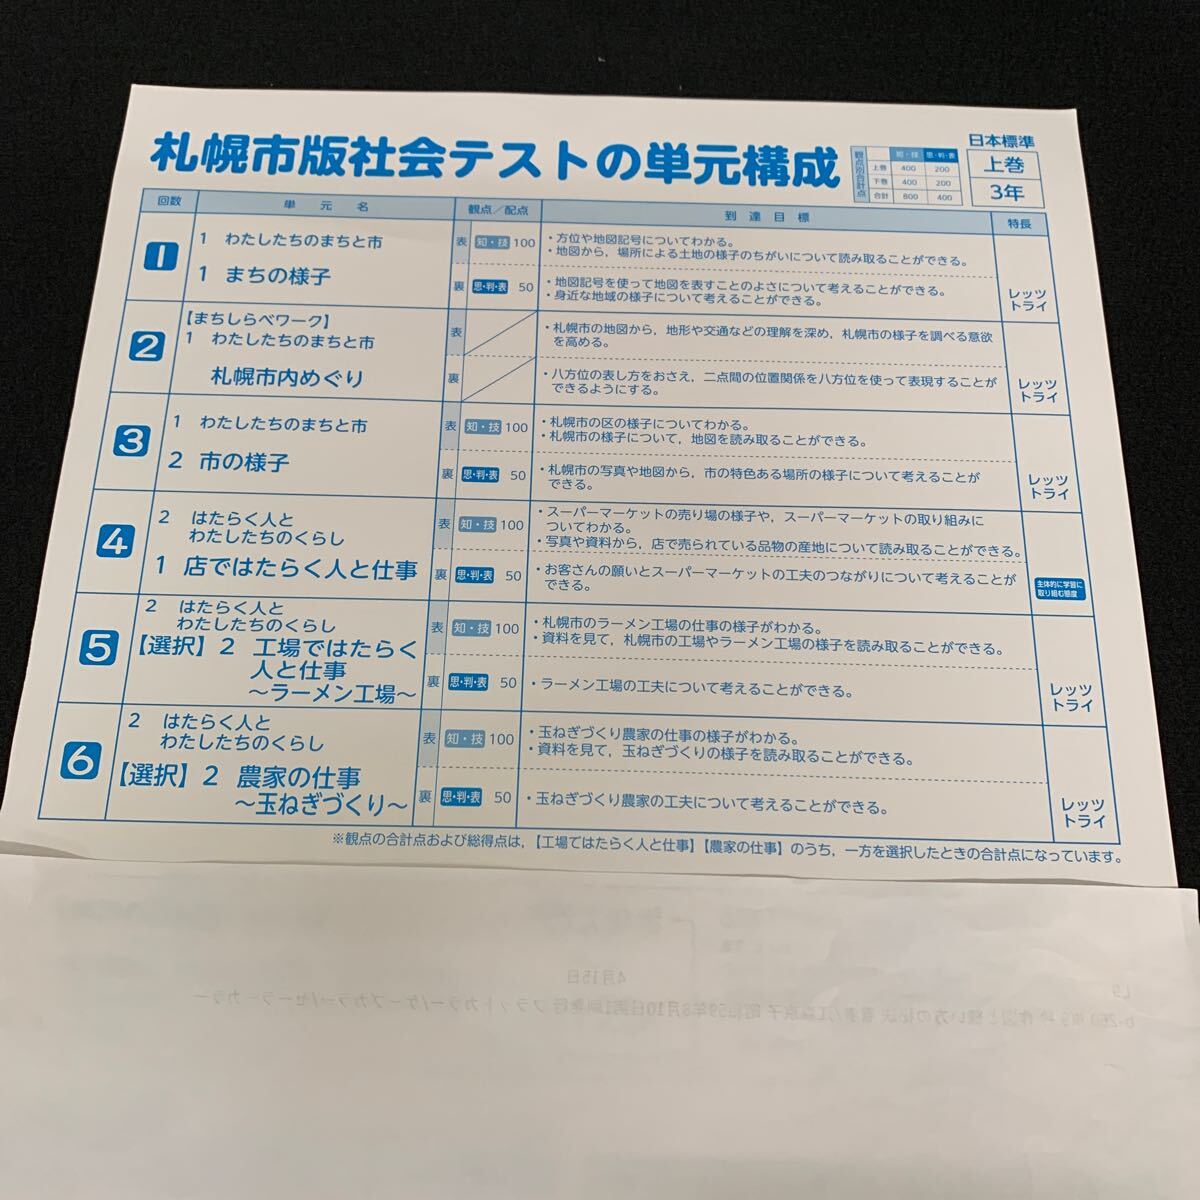 札幌市版社会テストの単元構成
観点別合計点
知・技 思・判・表
上巻 400 200
下巻 400 200
合計 800 400
日本標準
上巻
3年
回数 単元名 観点／配点 到達目標 特長
1
1 わたしたちのまちと市
1 まちの様子
表 知・技 100
・方位や地図記号についてわかる。
・地図から，場所による土地の様子のちがいについて読み取ることができる。
裏 思・判・表 50
・地図記号を使って地図を表すことのよさについて考えることができる。
・身近な地域の様子について考えることができる。
レッツ
トライ
2
【まちしらべワーク】
1 わたしたちのまちと市
札幌市内めぐり
表
・札幌市の地図から，地形や交通などの理解を深め，札幌市の様子を調べる意欲
を高める。
裏
・八方位の表し方をおさえ，二点間の位置関係を八方位を使って表現することが
できるようにする。
レッツ
トライ
3
1 わたしたちのまちと市
2 市の様子
表 知・技 100
・札幌市の区の様子についてわかる。
・札幌市の様子について，地図を読み取ることができる。
裏 思・判・表 50
・札幌市の写真や地図から，市の特色ある場所の様子について考えることが
できる。
レッツ
トライ
4
2 はたらく人と
わたしたちのくらし
1 店ではたらく人と仕事
表 知・技 100
・スーパーマーケットの売り場の様子や，スーパーマーケットの取り組みに
ついてわかる。
・写真や資料から，店で売られている品物の産地について読み取ることができる。
裏 思・判・表 50
・お客さんの願いとスーパーマーケットの工夫のつながりについて考えることが
できる。
主体的に学習に
取り組む態度
5
2 はたらく人と
わたしたちのくらし
【選択】2 工場ではたらく
人と仕事
～ラーメン工場～
表 知・技 100
・札幌市のラーメン工場の仕事の様子がわかる。
・資料を見て，札幌市の工場やラーメン工場の様子を読み取ることができる。
裏 思・判・表 50
・ラーメン工場の工夫について考えることができる。
レッツ
トライ
6
2 はたらく人と
わたしたちのくらし
【選択】2 農家の仕事
～玉ねぎづくり～
表 知・技 100
・玉ねぎづくり農家の仕事の様子がわかる。
・資料を見て，玉ねぎづくりの様子を読み取ることができる。
裏 思・判・表 50
・玉ねぎづくり農家の工夫について考えることができる。
レッツ
トライ
※観点の合計点および総得点は，【工場ではたらく人と仕事】【農家の仕事】のうち，一方を選択したときの合計点になっています。
4月15日